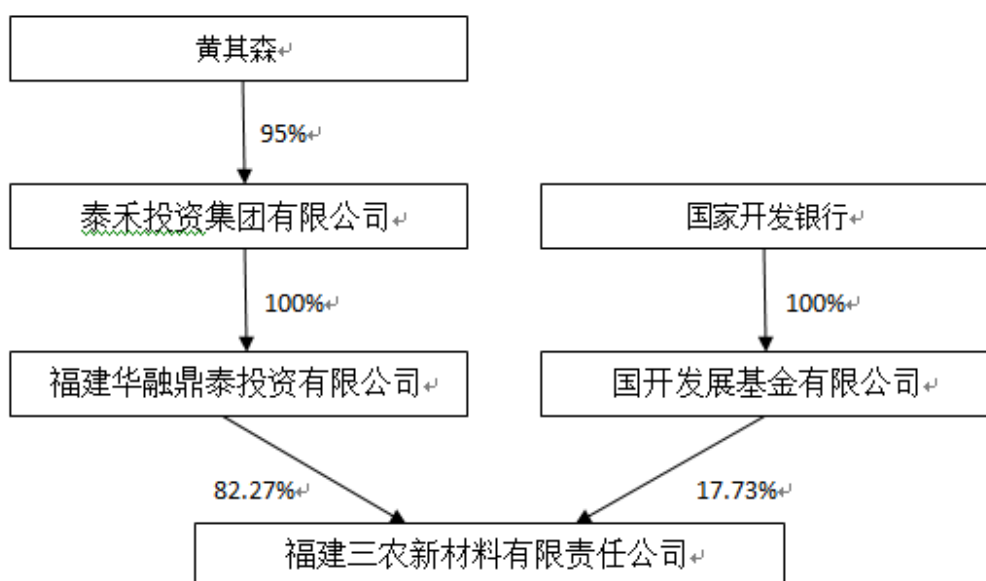 黄其森
95%
泰禾投资集团有限公司
国家开发银行
100%
100%
福建华融鼎泰投资有限公司
国开发展基金有限公司
82.27%
17.73%
福建三农新材料有限责任公司